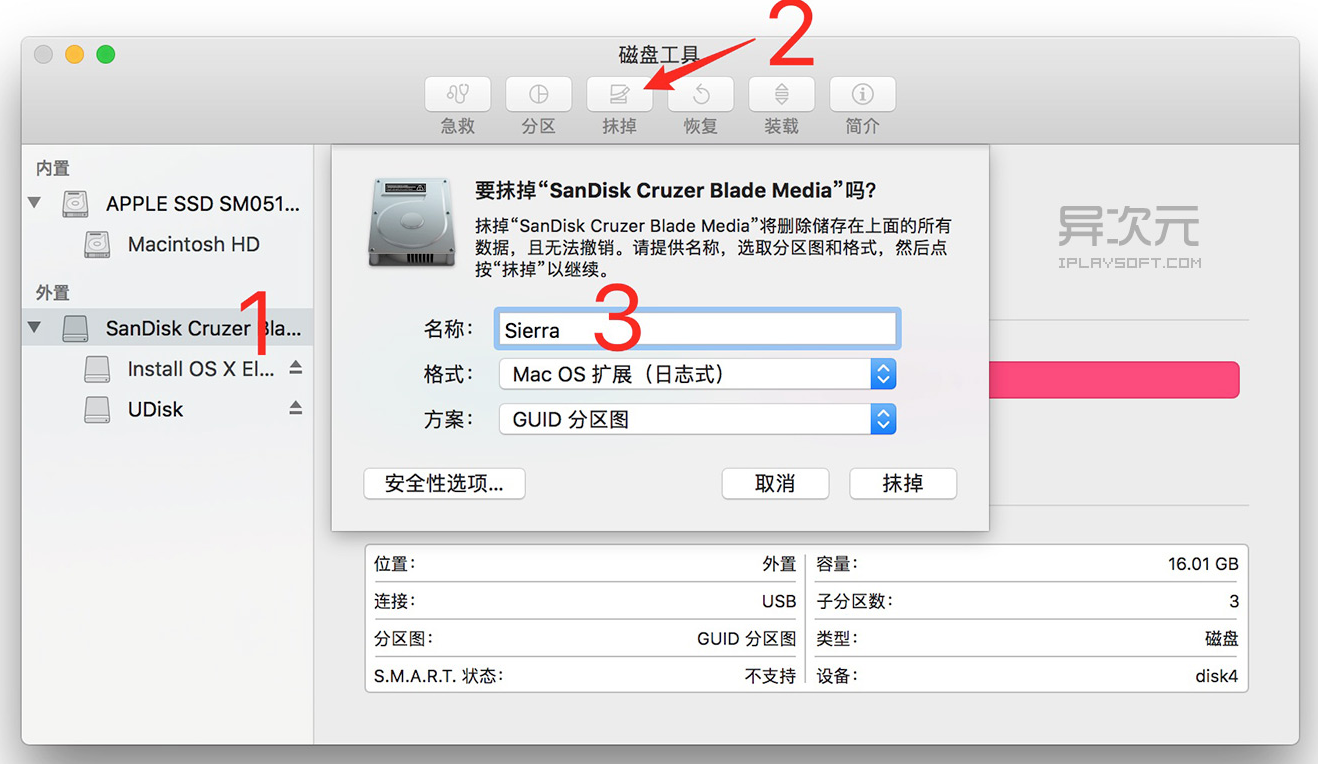 2
磁盘工具
急救 分区 抹掉 恢复 装载 简介
内置
APPLE SSD SM051...
Macintosh HD
外置
1
SanDisk Cruzer Bla...
Install OS X El...
UDisk
要抹掉“SanDisk Cruzer Blade Media”吗?
抹掉“SanDisk Cruzer Blade Media”将删除储存在上面的所有
数据，且无法撤销。请提供名称，选取分区图和格式，然后点
按“抹掉”以继续。
3
名称： Sierra
格式： Mac OS 扩展（日志式）
方案： GUID 分区图
安全性选项... 取消 抹掉
异次元
IPLAYSOFT.COM
位置： 外置 容量： 16.01 GB
连接： USB 子分区数： 3
分区图： GUID 分区图 类型： 磁盘
S.M.A.R.T. 状态： 不支持 设备： disk4